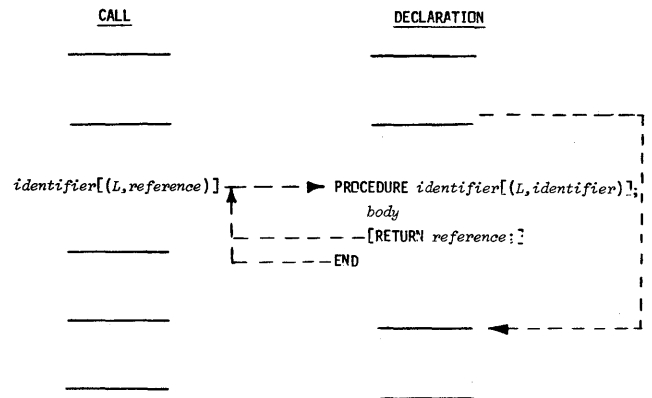 CALL DECLARATION
identifier[(L,reference)] PROCEDURE identifier[(L,identifier)];
body
[RETURN reference;]
END